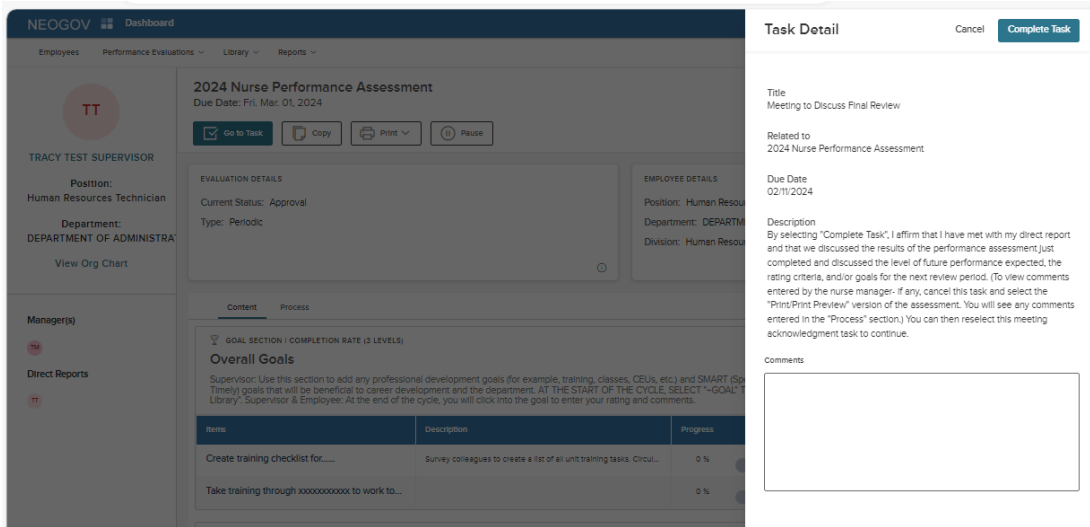 NEOGOV Dashboard
Employees Performance Evaluations Library Reports
TT
TRACY TEST SUPERVISOR
Position:
Human Resources Technician
Department:
DEPARTMENT OF ADMINISTRA
View Org Chart
Manager(s)
TM
Direct Reports
TT
2024 Nurse Performance Assessment
Due Date: Fri. Mar. 01, 2024
Go to Task Copy Print Pause
EVALUATION DETAILS
Current Status: Approval
Type: Periodic
EMPLOYEE DETAILS
Position: Human Resou
Department: DEPARTM
Division: Human Resou
Content Process
GOAL SECTION | COMPLETION RATE (3 LEVELS)
Overall Goals
Supervisor: Use this section to add any professional development goals (for example, training, classes, CEUs, etc.) and SMART (Spe
Timely) goals that will be beneficial to career development and the department. AT THE START OF THE CYCLE, SELECT "+GOAL" T
Library". Supervisor & Employee: At the end of the cycle, you will click into the goal to enter your rating and comments.
Items Description Progress
Create training checklist for...... Survey colleagues to create a list of all unit training tasks. Circul... 0 %
Take training through xxxxxxxxxxx to work to... 0 %
Task Detail Cancel Complete Task
Title
Meeting to Discuss Final Review
Related to
2024 Nurse Performance Assessment
Due Date
02/11/2024
Description
By selecting "Complete Task", I affirm that I have met with my direct report
and that we discussed the results of the performance assessment just
completed and discussed the level of future performance expected, the
rating criteria, and/or goals for the next review period. (To view comments
entered by the nurse manager- if any, cancel this task and select the
"Print/Print Preview" version of the assessment. You will see any comments
entered in the "Process" section.) You can then reselect this meeting
acknowledgment task to continue.
Comments